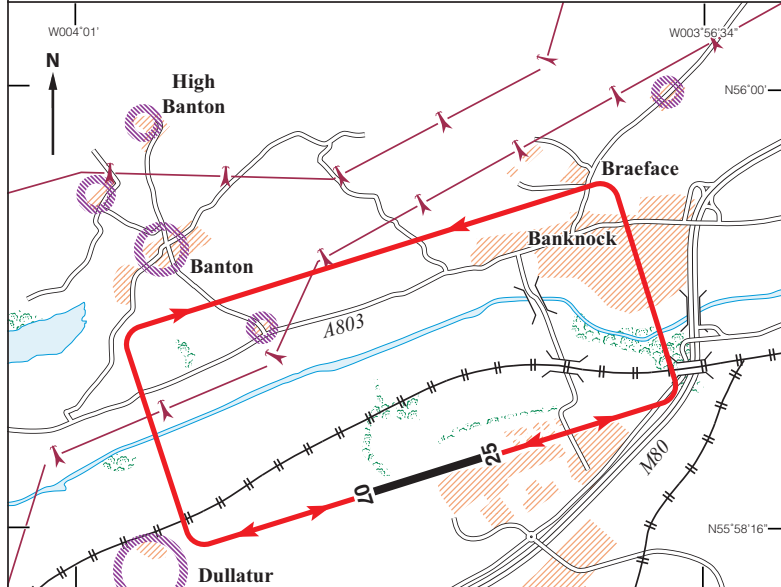 W004°01'
W003°56'34"
N
High
Banton
N56°00'
Braeface
Banknock
Banton
A803
25
07
M80
N55°58'16"
Dullatur